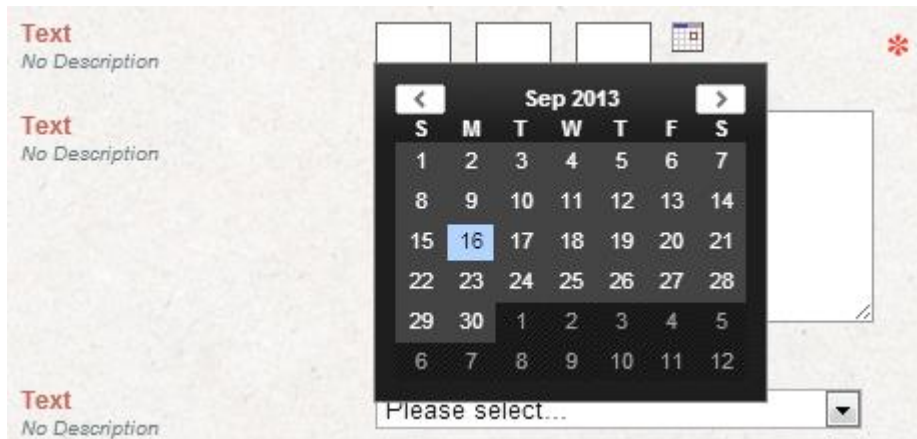 Text
No Description
*
Sep 2013
S M T W T F S
Text
No Description
1 2 3 4 5 6 7
8 9 10 11 12 13 14
15 16 17 18 19 20 21
22 23 24 25 26 27 28
29 30 1 2 3 4 5
6 7 8 9 10 11 12
Text
No Description
Please select...